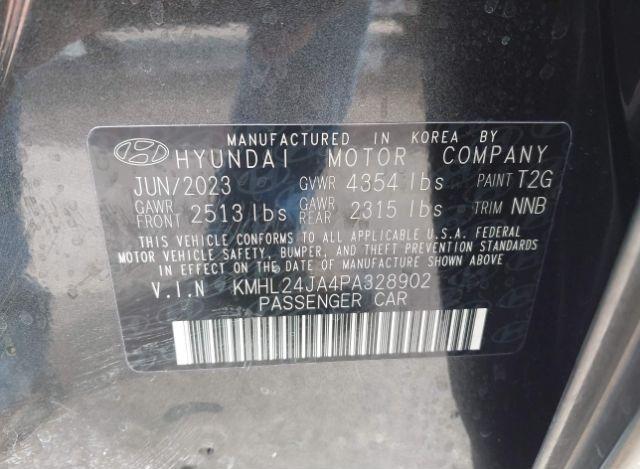 MANUFACTURED IN KOREA BY
HYUNDAI MOTOR COMPANY
JUN/2023 GVWR 4354 lbs PAINT T2G
GAWR FRONT 2513 lbs GAWR REAR 2315 lbs TRIM NNB
THIS VEHICLE CONFORMS TO ALL APPLICABLE U.S.A. FEDERAL
MOTOR VEHICLE SAFETY, BUMPER, AND THEFT PREVENTION STANDARDS
IN EFFECT ON THE DATE OF MANUFACTURE SHOWN ABOVE
V.I.N KMHL24JA4PA328902
PASSENGER CAR